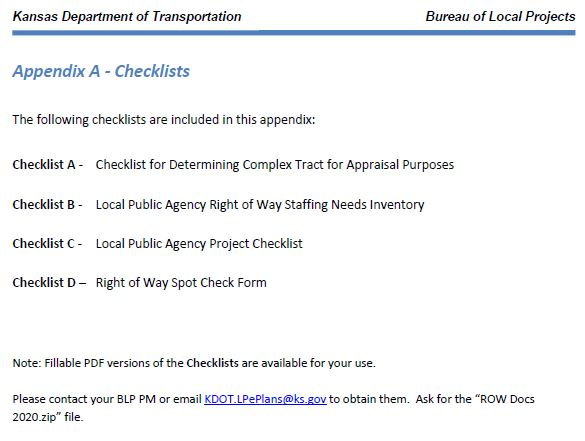 Kansas Department of Transportation Bureau of Local Projects
Appendix A - Checklists
The following checklists are included in this appendix:
Checklist A - Checklist for Determining Complex Tract for Appraisal Purposes
Checklist B - Local Public Agency Right of Way Staffing Needs Inventory
Checklist C - Local Public Agency Project Checklist
Checklist D – Right of Way Spot Check Form
Note: Fillable PDF versions of the Checklists are available for your use.
Please contact your BLP PM or email KDOT.LPePlans@ks.gov to obtain them. Ask for the “ROW Docs
2020.zip” file.